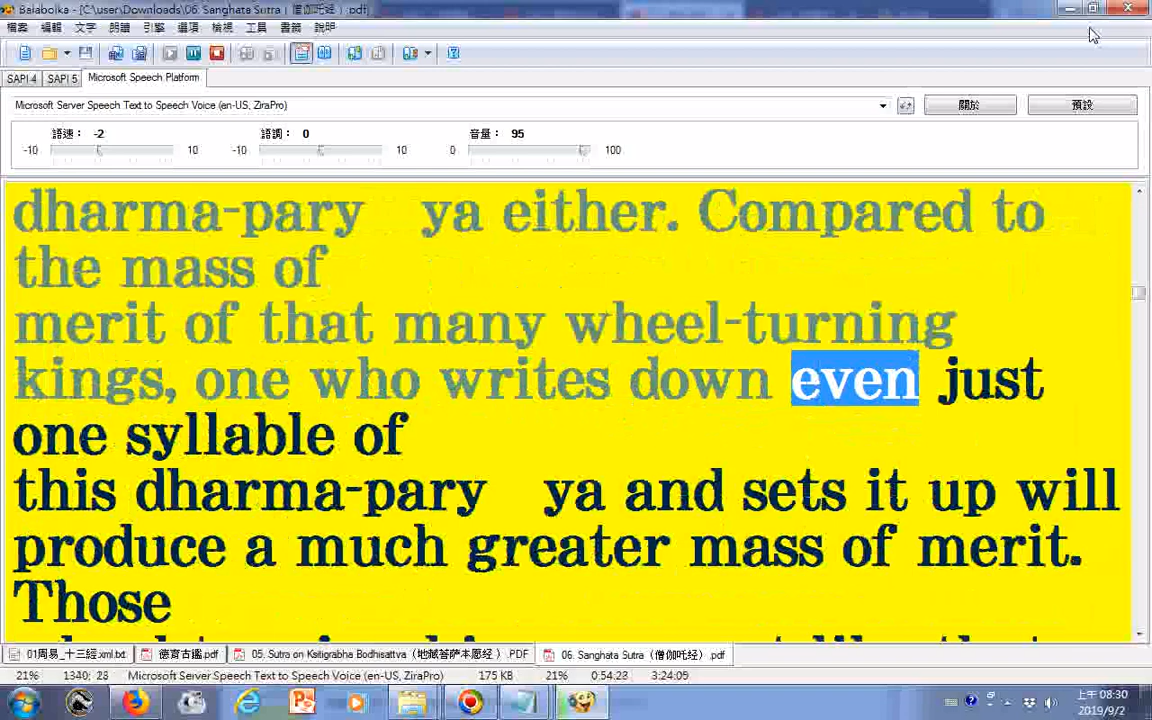 Balabolka - [C:\user\Downloads\06. Sanghata Sutra (僧伽吒经) .pdf]
檔案 編輯 文字 朗讀 引擎 選項 檢視 工具 書籤 說明
SAPI 4 SAPI 5 Microsoft Speech Platform
Microsoft Server Speech Text to Speech Voice (en-US, ZiraPro) 關於 預設
語速: -2 語調: 0 音量: 95
-10 10 -10 10 0 100
dharma-pary ya either. Compared to
the mass of
merit of that many wheel-turning
kings, one who writes down even just
one syllable of
this dharma-pary ya and sets it up will
produce a much greater mass of merit.
Those
01周易_十三經.xml.txt 德育古鑑.pdf 05. Sutra on Ksitigrabha Bodhisattva (地藏菩萨本愿经) .PDF 06. Sanghata Sutra (僧伽吒经) .pdf
21% 1340; 23 Microsoft Server Speech Text to Speech Voice (en-US, ZiraPro) 175 KB 21% 0:54:23 3:24:05
上午 08:30
2019/9/2